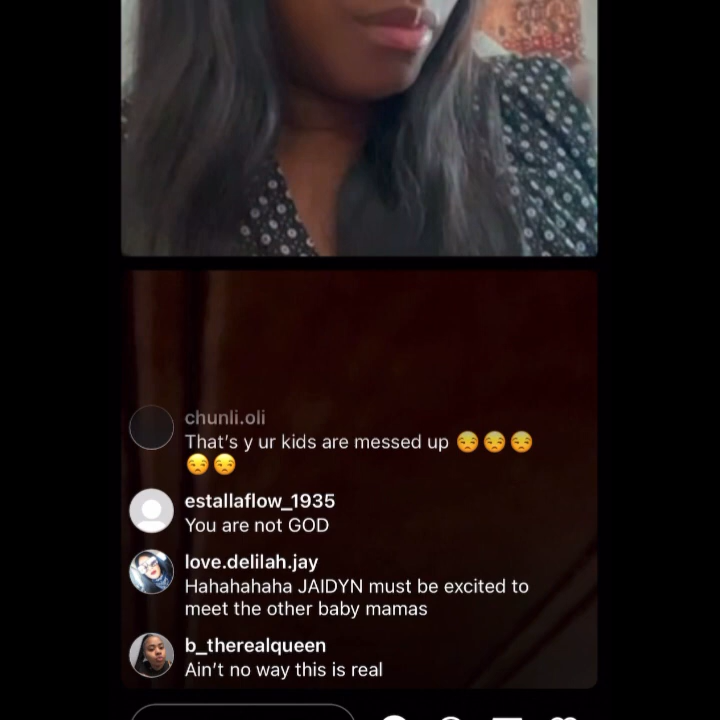 chunli.oli
That's y ur kids are messed up 😒😒😒
😒😒
estallaflow_1935
You are not GOD
love.delilah.jay
Hahahahaha JAIDYN must be excited to
meet the other baby mamas
b_therealqueen
Ain't no way this is real